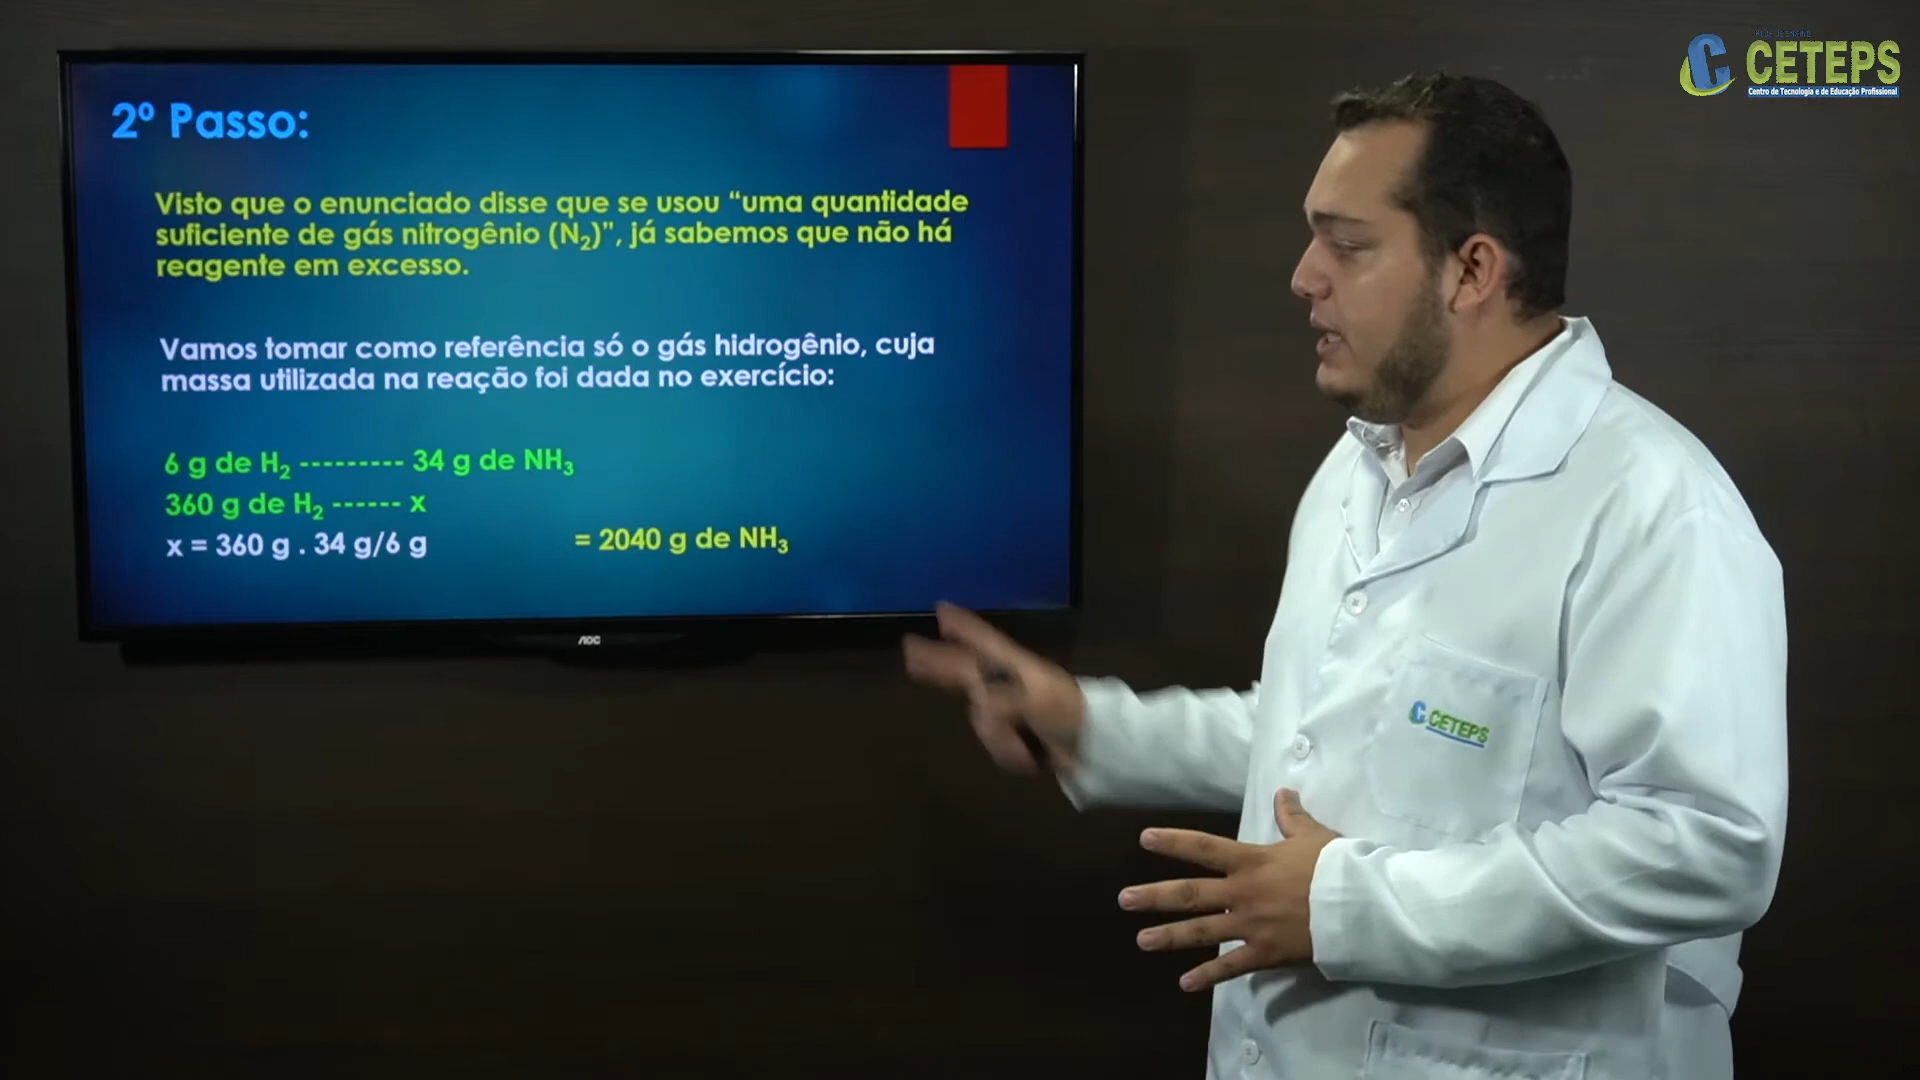 CETEPS
Centro de Tecnologia e de Educação Profissional
2º Passo:
Visto que o enunciado disse que se usou “uma quantidade
suficiente de gás nitrogênio (N₂)”, já sabemos que não há
reagente em excesso.
Vamos tomar como referência só o gás hidrogênio, cuja
massa utilizada na reação foi dada no exercício:
6 g de H₂ --------- 34 g de NH₃
360 g de H₂ ------ x
x = 360 g . 34 g/6 g = 2040 g de NH₃
AOC
CETEPS